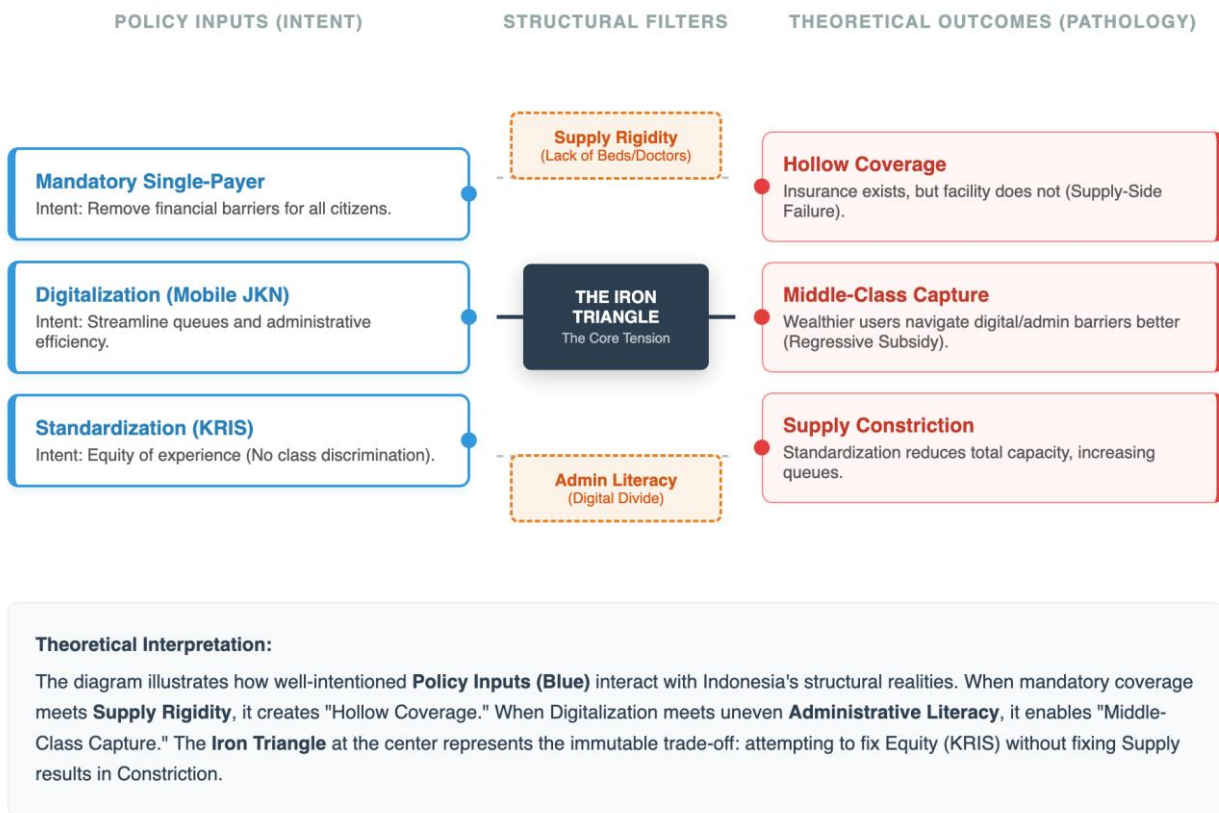 POLICY INPUTS (INTENT)
STRUCTURAL FILTERS
THEORETICAL OUTCOMES (PATHOLOGY)
Mandatory Single-Payer
Intent: Remove financial barriers for all citizens.
Digitalization (Mobile JKN)
Intent: Streamline queues and administrative
efficiency.
Standardization (KRIS)
Intent: Equity of experience (No class discrimination).
Supply Rigidity
(Lack of Beds/Doctors)
THE IRON
TRIANGLE
The Core Tension
Admin Literacy
(Digital Divide)
Hollow Coverage
Insurance exists, but facility does not (Supply-Side
Failure).
Middle-Class Capture
Wealthier users navigate digital/admin barriers better
(Regressive Subsidy).
Supply Constriction
Standardization reduces total capacity, increasing
queues.
Theoretical Interpretation:
The diagram illustrates how well-intentioned Policy Inputs (Blue) interact with Indonesia's structural realities. When mandatory coverage
meets Supply Rigidity, it creates "Hollow Coverage." When Digitalization meets uneven Administrative Literacy, it enables "Middle-
Class Capture." The Iron Triangle at the center represents the immutable trade-off: attempting to fix Equity (KRIS) without fixing Supply
results in Constriction.